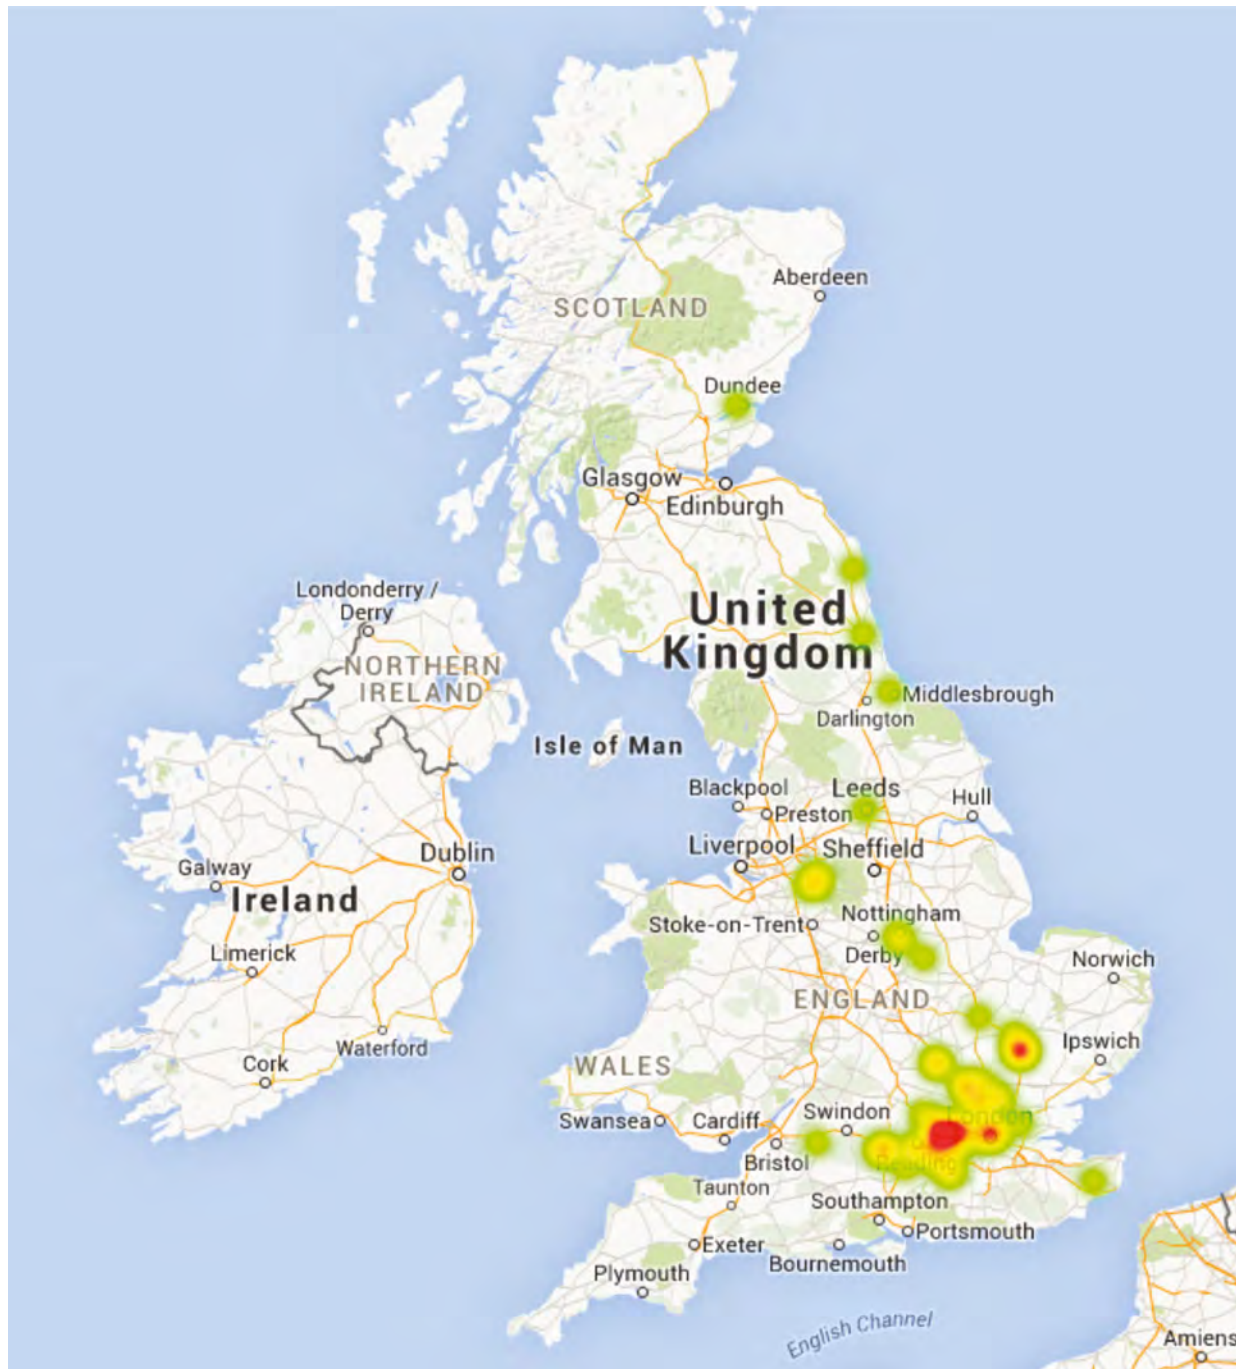 Aberdeen
SCOTLAND
Dundee
Glasgow
Edinburgh
Londonderry /
Derry
United
Kingdom
NORTHERN
IRELAND
Middlesbrough
Darlington
Isle of Man
Blackpool
Leeds
Hull
Preston
Liverpool
Sheffield
Dublin
Galway
Ireland
Nottingham
Stoke-on-Trent
Derby
Limerick
Norwich
ENGLAND
Waterford
Ipswich
Cork
WALES
Swindon
London
Swansea
Cardiff
Reading
Bristol
Taunton
Southampton
Portsmouth
Exeter
Bournemouth
Plymouth
English Channel
Amiens